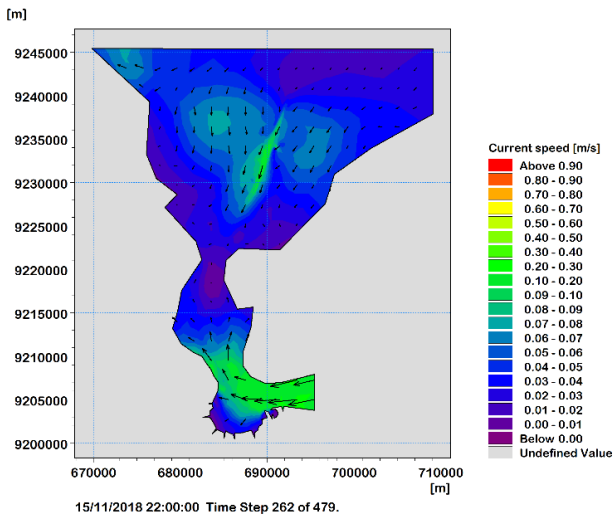 [m]
9245000
9240000
9235000
9230000
9225000
9220000
9215000
9210000
9205000
9200000
670000 680000 690000 700000 710000
[m]
15/11/2018 22:00:00 Time Step 262 of 479.
Current speed [m/s]
Above 0.90
0.80 - 0.90
0.70 - 0.80
0.60 - 0.70
0.50 - 0.60
0.40 - 0.50
0.30 - 0.40
0.20 - 0.30
0.10 - 0.20
0.09 - 0.10
0.08 - 0.09
0.07 - 0.08
0.06 - 0.07
0.05 - 0.06
0.04 - 0.05
0.03 - 0.04
0.02 - 0.03
0.01 - 0.02
0.00 - 0.01
Below 0.00
Undefined Value